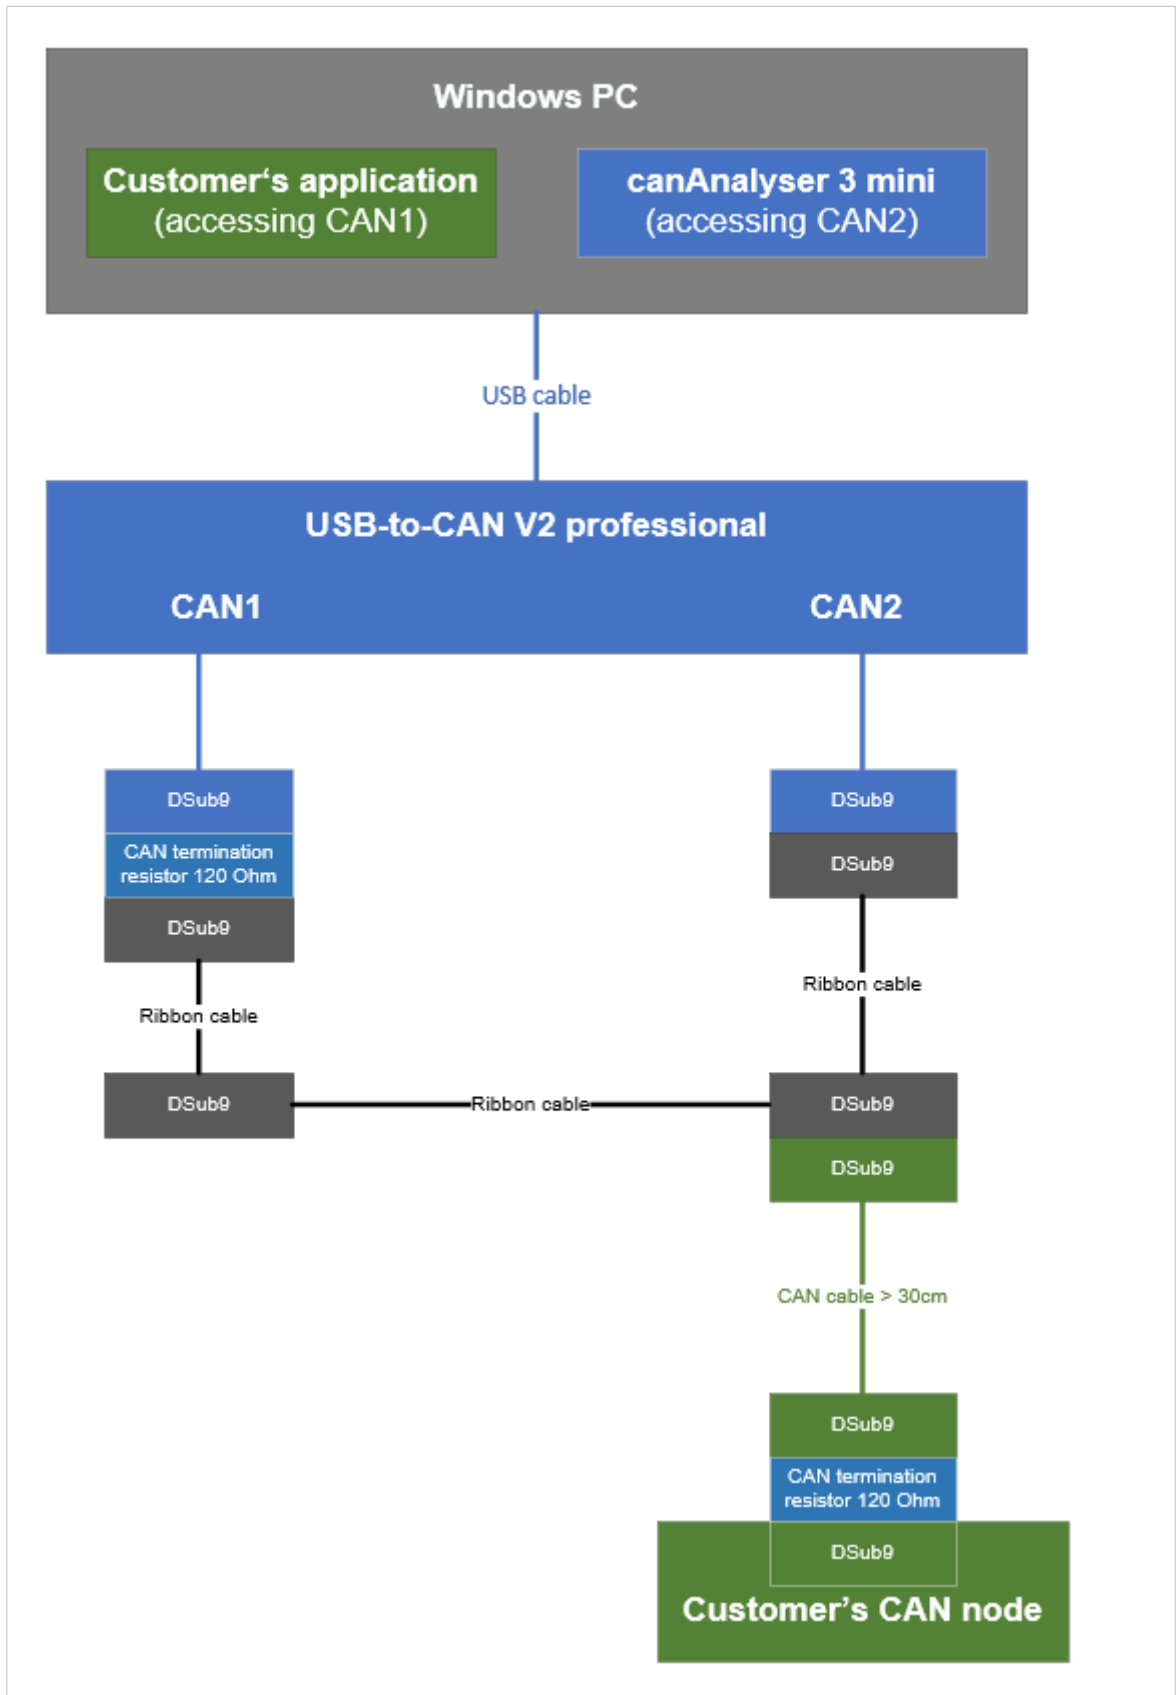 Windows PC
Customer‘s application
(accessing CAN1)
canAnalyser 3 mini
(accessing CAN2)
USB cable
USB-to-CAN V2 professional
CAN1
CAN2
DSub9
CAN termination
resistor 120 Ohm
DSub9
Ribbon cable
DSub9
Ribbon cable
DSub9
DSub9
Ribbon cable
DSub9
DSub9
CAN cable > 30cm
DSub9
CAN termination
resistor 120 Ohm
DSub9
Customer’s CAN node